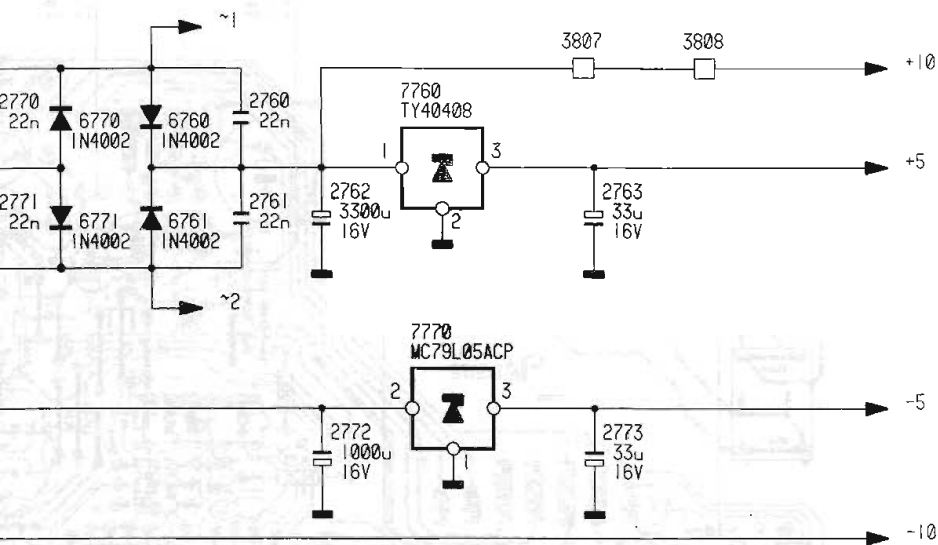 ~1
3807
3808
+10
2770
22n
6770
1N4002
6760
1N4002
2760
22n
7760
TY40408
1
3
2
+5
2771
22n
6771
1N4002
6761
1N4002
2761
22n
2762
3300u
16V
2763
33u
16V
~2
7770
MC79L05ACP
2
3
1
-5
2772
1000u
16V
2773
33u
16V
-10